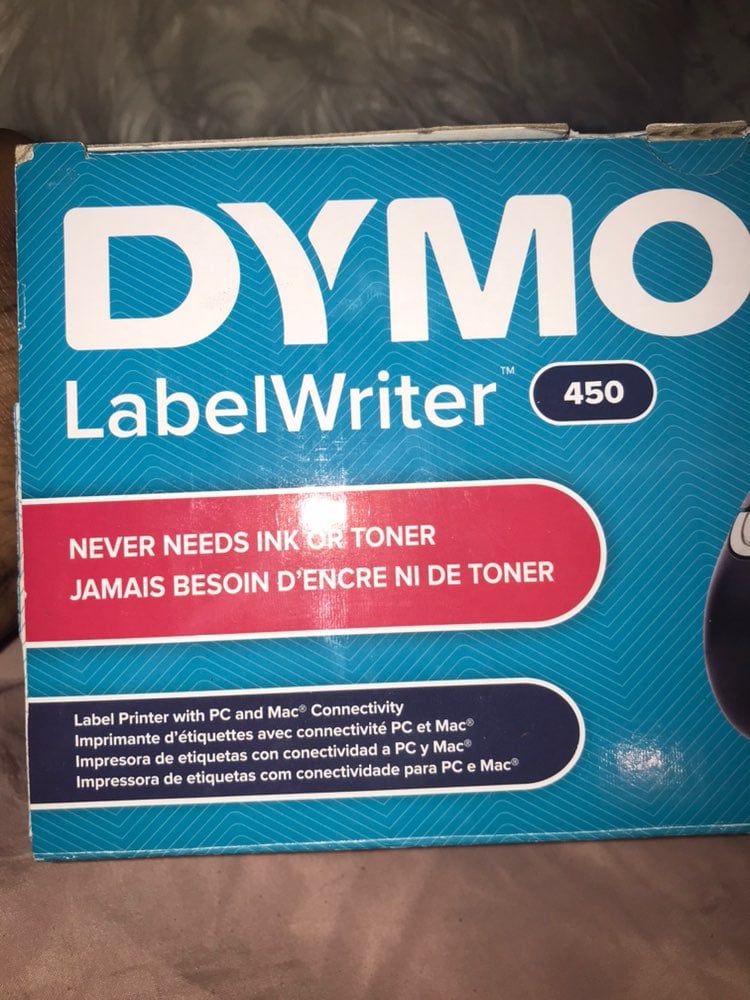 DYMO
LabelWriter™ 450
NEVER NEEDS INK OR TONER
JAMAIS BESOIN D'ENCRE NI DE TONER
Label Printer with PC and Mac® Connectivity
Imprimante d'étiquettes avec connectivité PC et Mac®
Impresora de etiquetas con conectividad a PC y Mac®
Impressora de etiquetas com conectividade para PC e Mac®